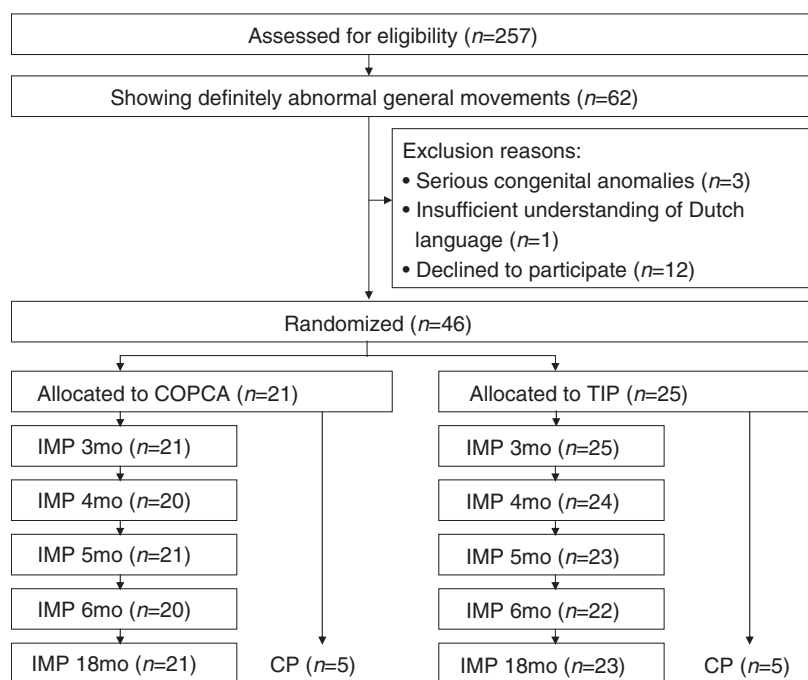 Assessed for eligibility (n=257)
Showing definitely abnormal general movements (n=62)
Exclusion reasons:
• Serious congenital anomalies (n=3)
• Insufficient understanding of Dutch
language (n=1)
• Declined to participate (n=12)
Randomized (n=46)
Allocated to COPCA (n=21)
IMP 3mo (n=21)
IMP 4mo (n=20)
IMP 5mo (n=21)
IMP 6mo (n=20)
IMP 18mo (n=21)
CP (n=5)
Allocated to TIP (n=25)
IMP 3mo (n=25)
IMP 4mo (n=24)
IMP 5mo (n=23)
IMP 6mo (n=22)
IMP 18mo (n=23)
CP (n=5)